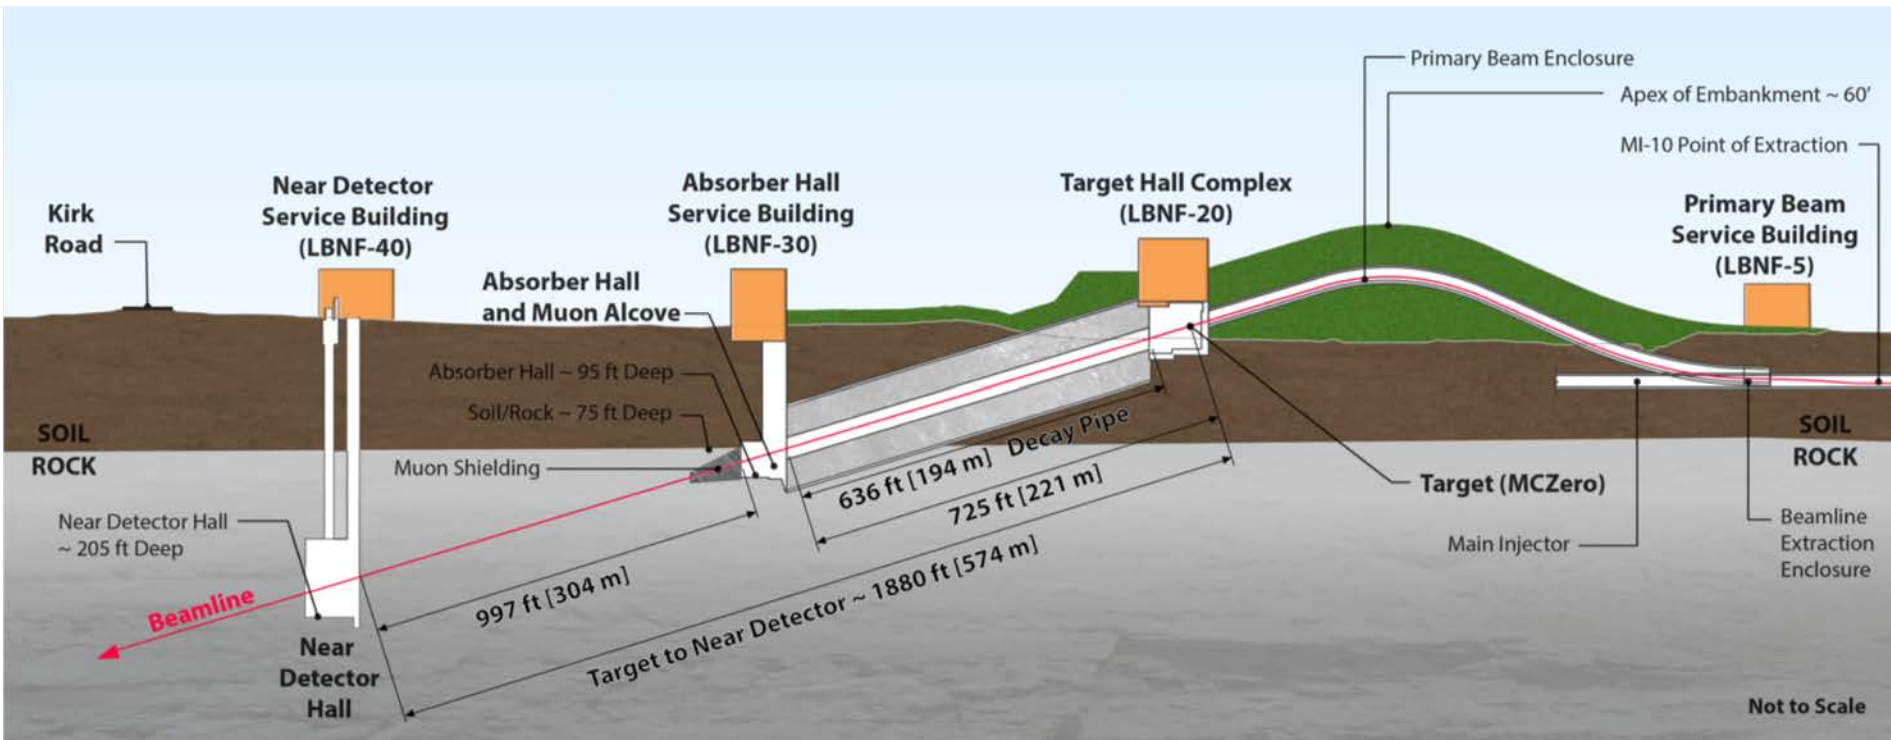 Primary Beam Enclosure
Apex of Embankment ~ 60'
MI-10 Point of Extraction
Near Detector
Service Building
(LBNF-40)
Absorber Hall
Service Building
(LBNF-30)
Target Hall Complex
(LBNF-20)
Primary Beam
Service Building
(LBNF-5)
Kirk
Road
Absorber Hall
and Muon Alcove
Absorber Hall ~ 95 ft Deep
Soil/Rock ~ 75 ft Deep
SOIL
ROCK
Muon Shielding
SOIL
ROCK
636 ft [194 m] Decay Pipe
725 ft [221 m]
Target (MCZero)
Near Detector Hall
~ 205 ft Deep
Main Injector
Beamline
Extraction
Enclosure
997 ft [304 m]
Target to Near Detector ~ 1880 ft [574 m]
Beamline
Near
Detector
Hall
Not to Scale